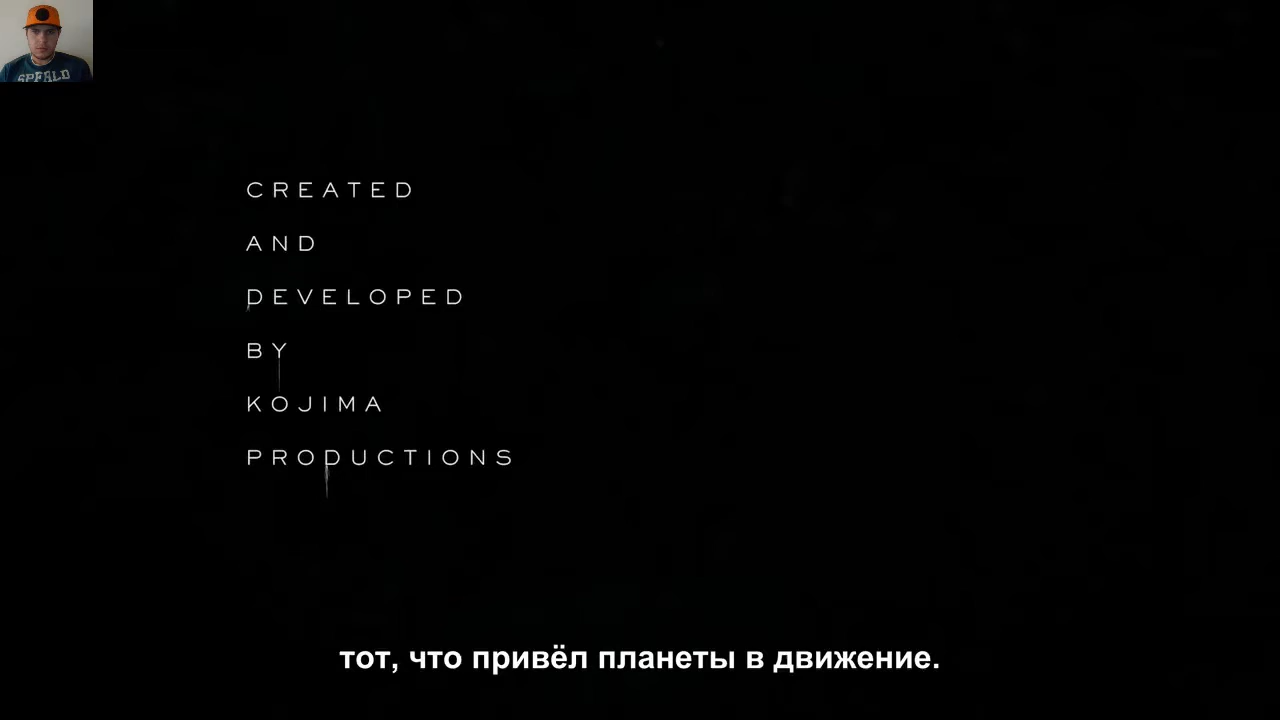 CREATED
AND
DEVELOPED
BY
KOJIMA
PRODUCTIONS
тот, что привёл планеты в движение.